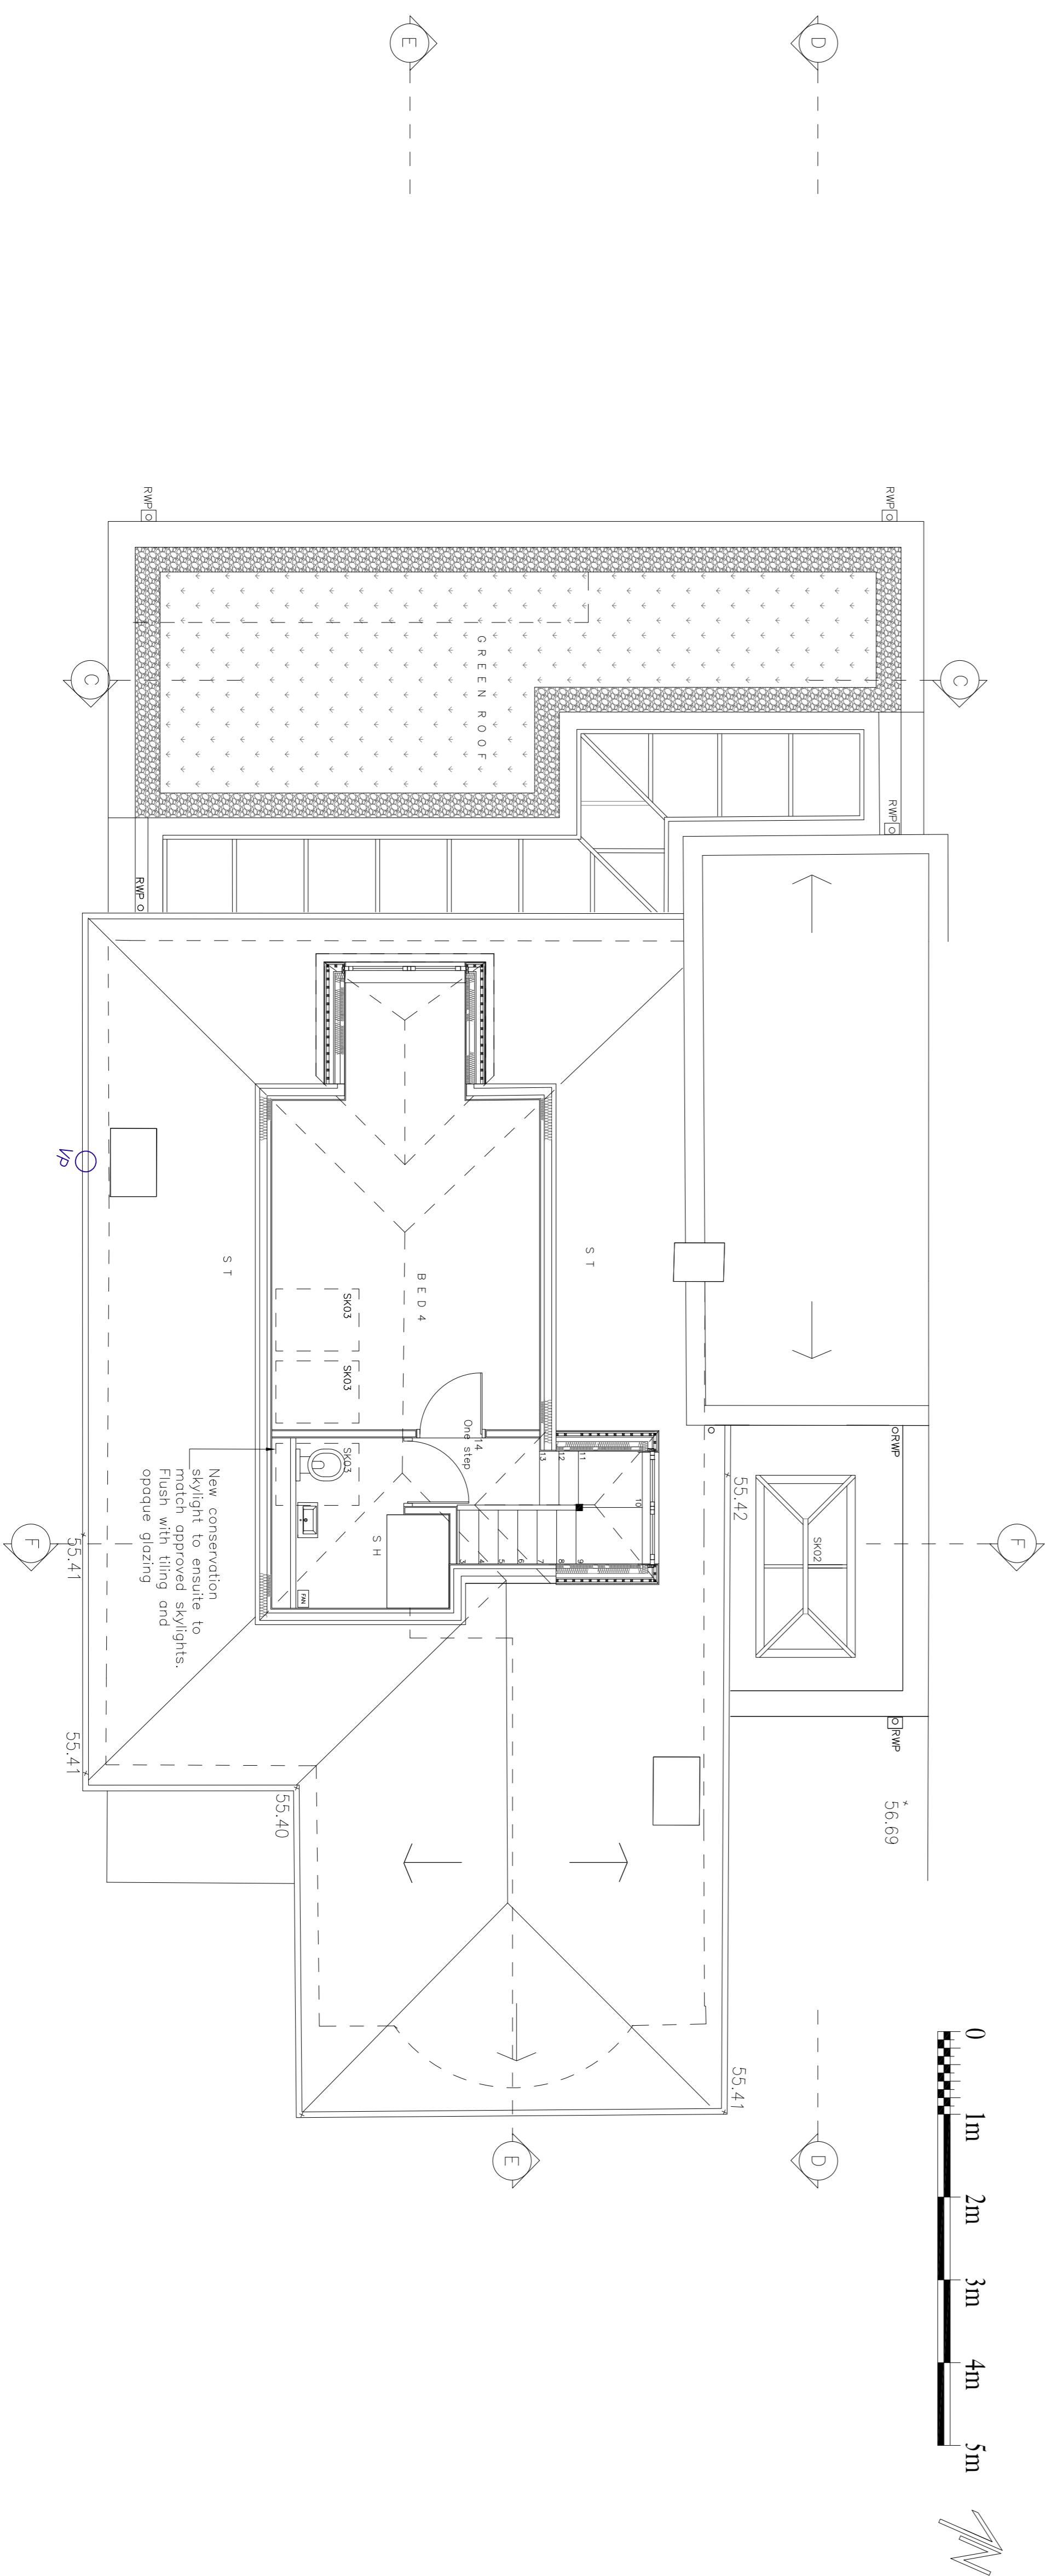 E
D
RWP
RWP
GREEN ROOF
C
C
RWP
RWP
VP
ST
ST
BED4
SK03
SK03
SK03
One step
14
13
12
11
10
9
8
7
6
5
4
3
SH
FAN
New conservation
skylight to ensuite to
match approved skylights.
Flush with tiling and
opaque glazing
RWP
55.42
SK02
F
F
55.41
55.41
55.40
RWP
56.69
55.41
E
D
0
1m
2m
3m
4m
5m
N